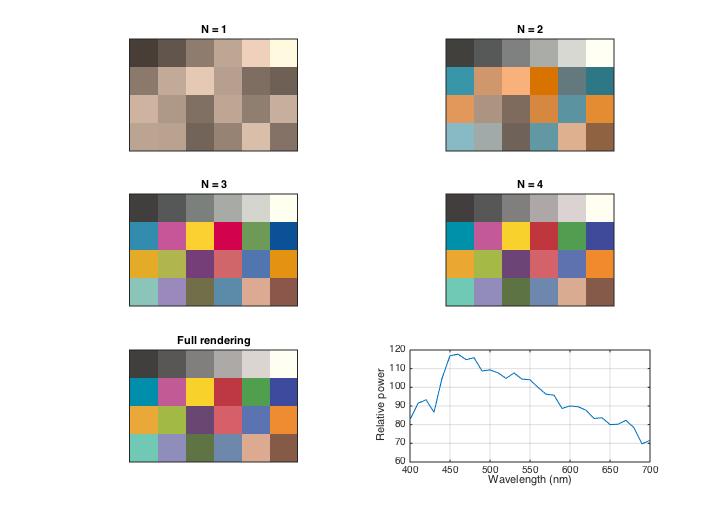 N = 1
N = 2
N = 3
N = 4
Full rendering
120
110
100
90
80
70
60
Relative power
400
450
500
550
600
650
700
Wavelength (nm)